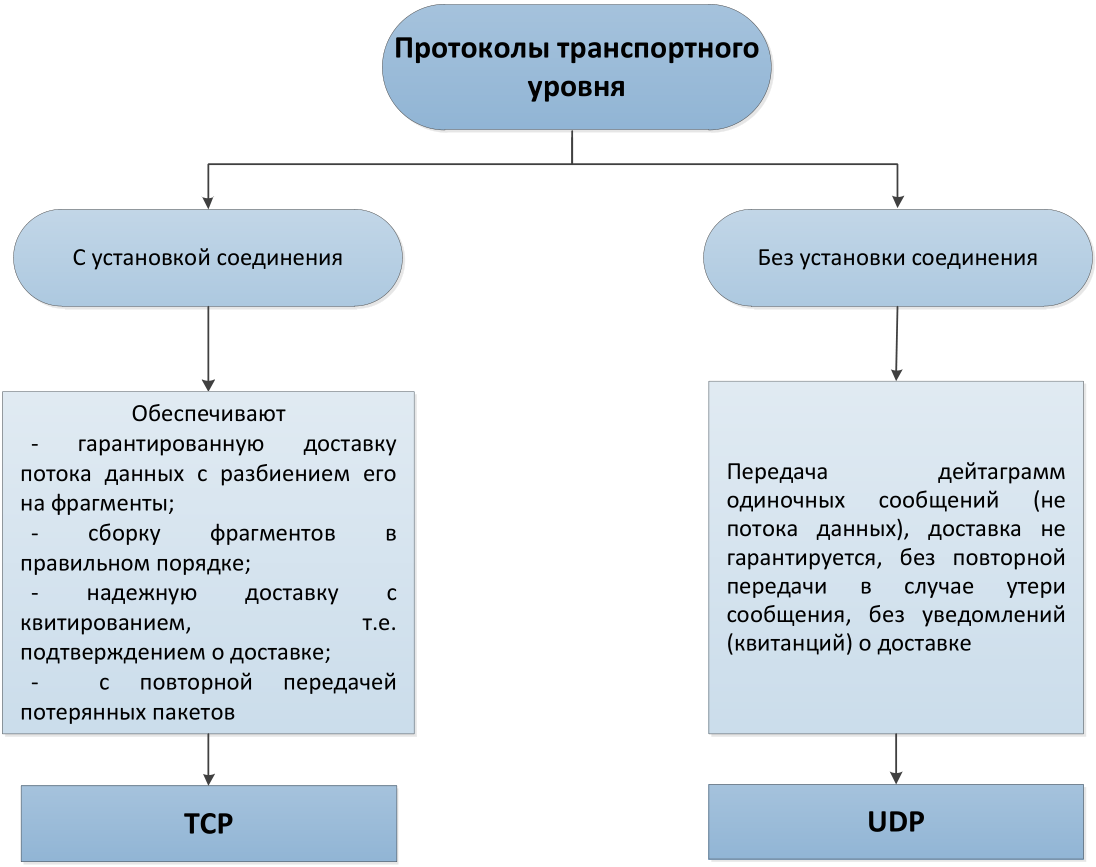 Протоколы транспортного
уровня
С установкой соединения
Без установки соединения
Обеспечивают
- гарантированную доставку
потока данных с разбиением его
на фрагменты;
- сборку фрагментов в
правильном порядке;
- надежную доставку с
квитированием, т.е.
подтверждением о доставке;
- с повторной передачей
потерянных пакетов
Передача дейтаграмм
одиночных сообщений (не
потока данных), доставка не
гарантируется, без повторной
передачи в случае утери
сообщения, без уведомлений
(квитанций) о доставке
TCP
UDP